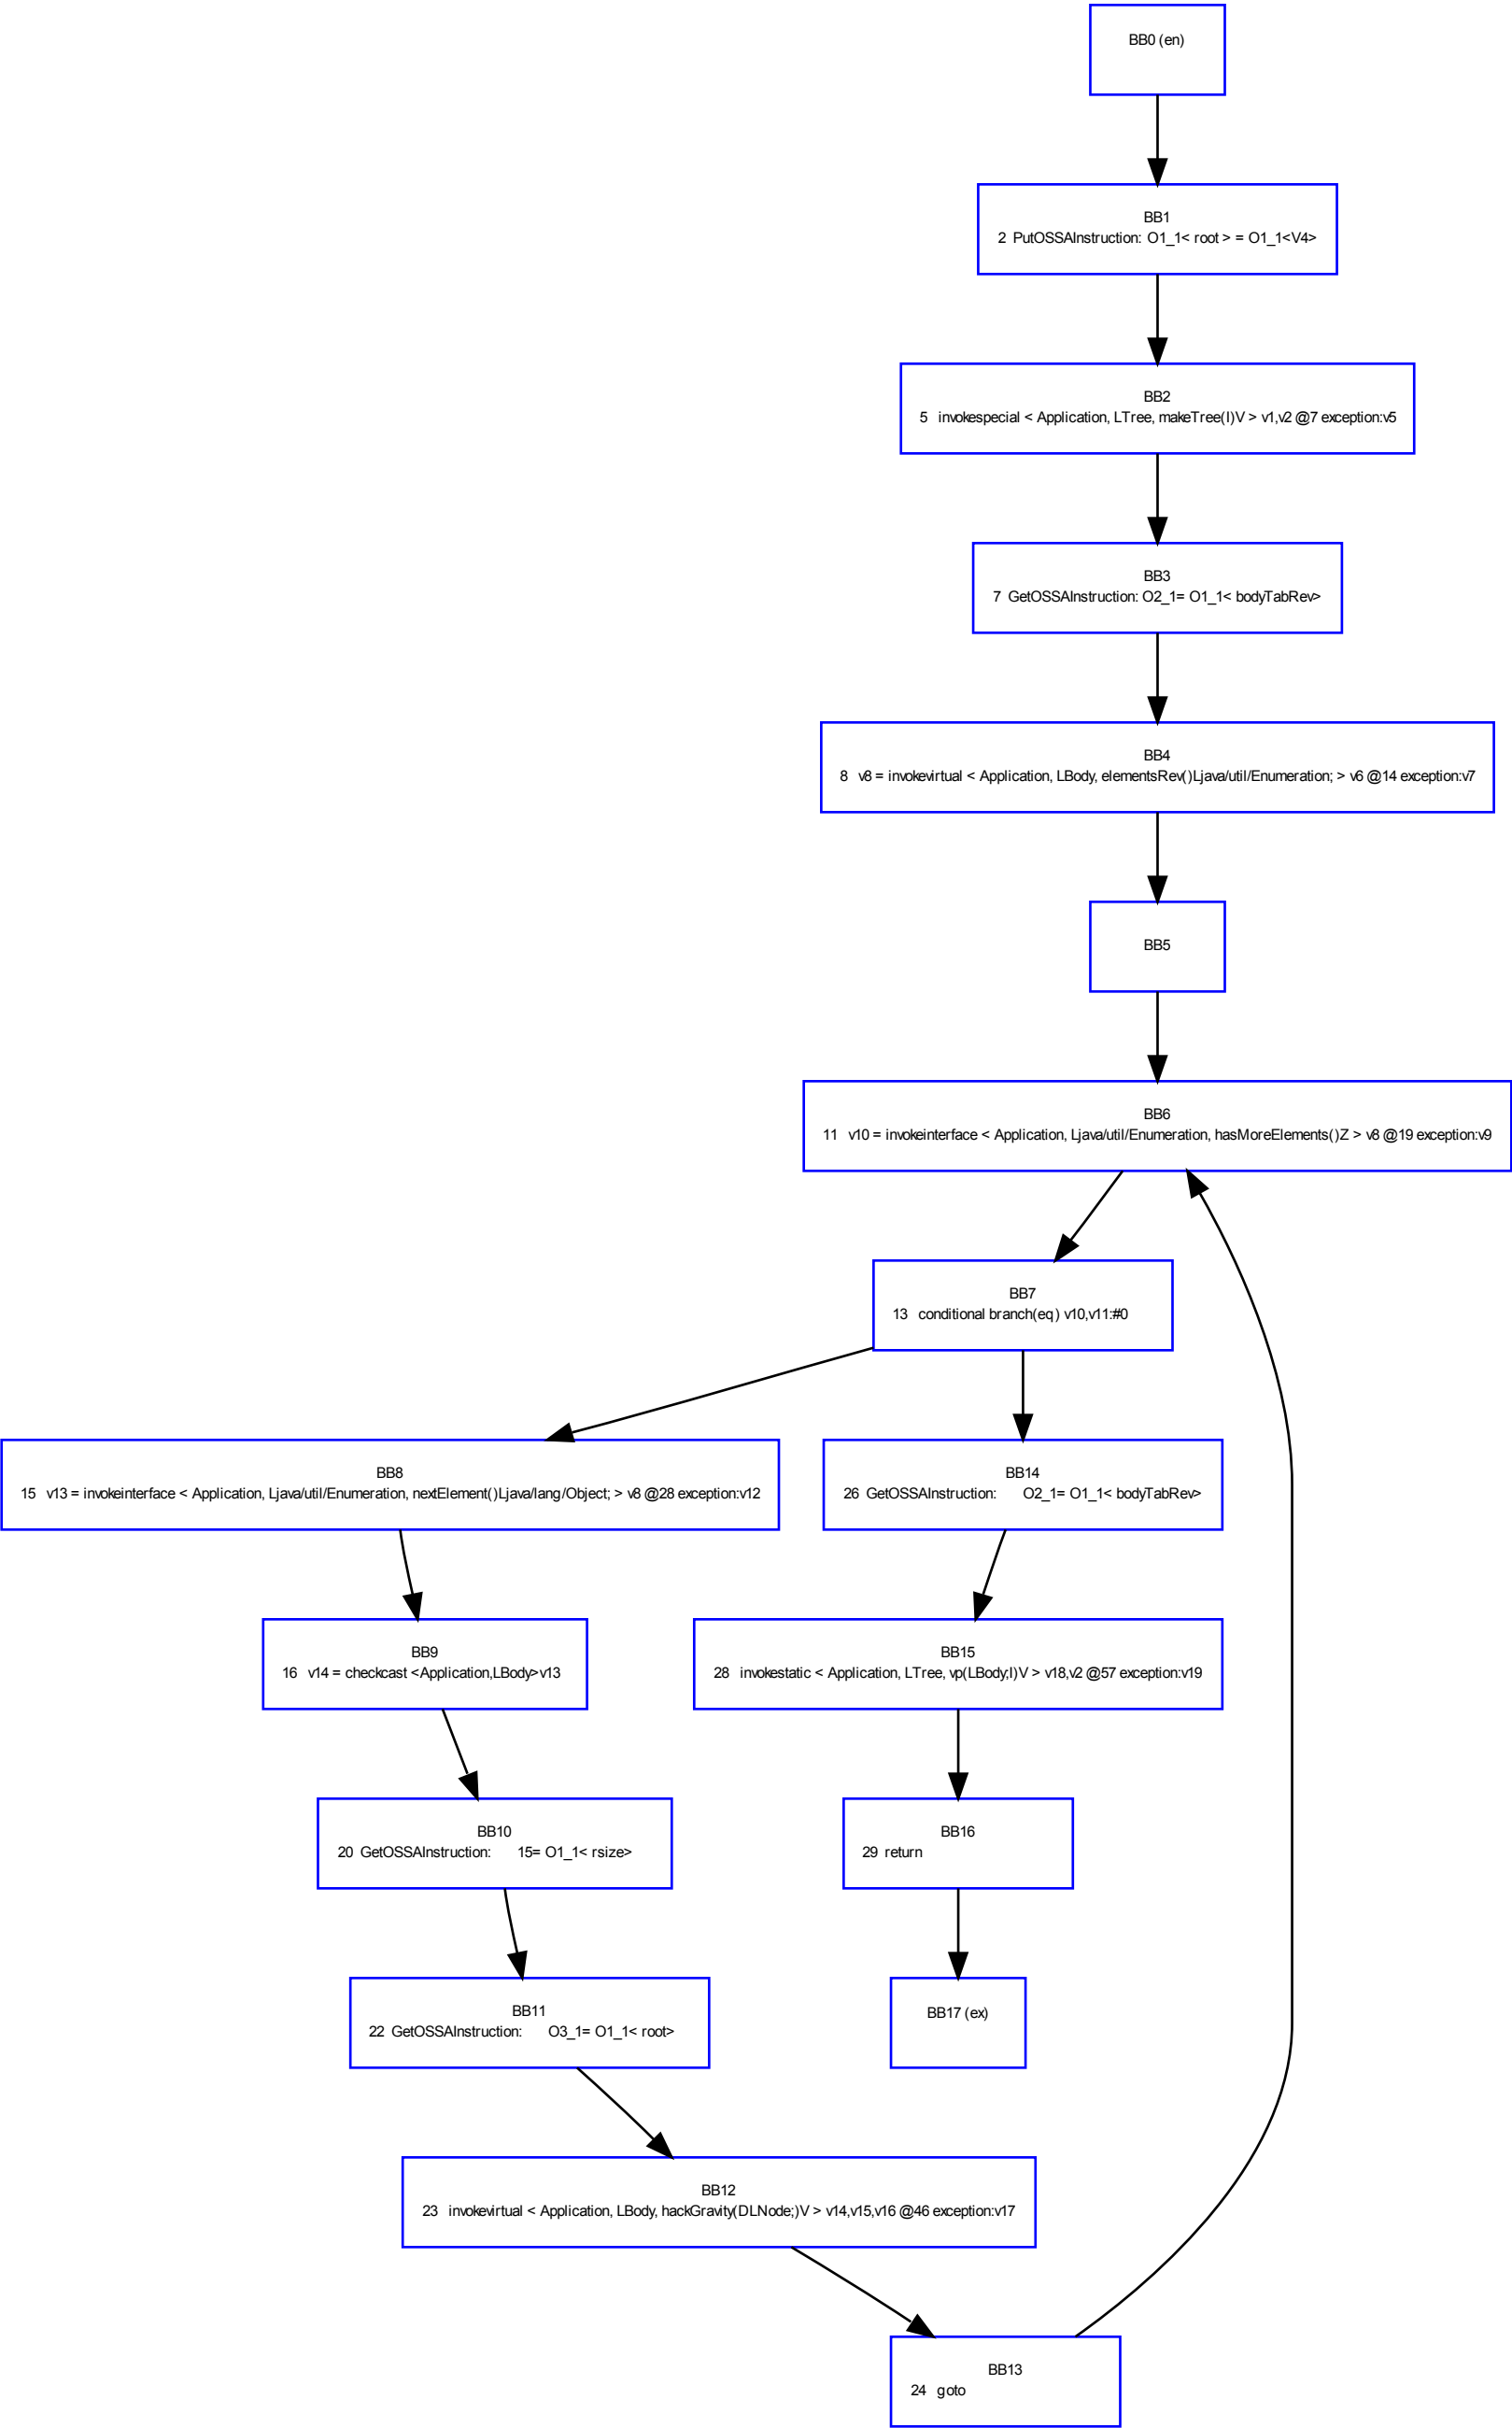 BB0 (en)
BB1
2 PutOSSAInstruction: O1_1< root > = O1_1<V4>
BB2
5 invokespecial < Application, LTree, makeTree(I)V > v1,v2 @7 exception:v5
BB3
7 GetOSSAInstruction: O2_1= O1_1< bodyTabRev>
BB4
8 v8 = invokevirtual < Application, LBody, elementsRev()Ljava/util/Enumeration; > v6 @14 exception:v7
BB5
BB6
11 v10 = invokeinterface < Application, Ljava/util/Enumeration, hasMoreElements()Z > v8 @19 exception:v9
BB7
13 conditional branch(eq) v10,v11:#0
BB8
15 v13 = invokeinterface < Application, Ljava/util/Enumeration, nextElement()Ljava/lang/Object; > v8 @28 exception:v12
BB14
26 GetOSSAInstruction: O2_1= O1_1< bodyTabRev>
BB9
16 v14 = checkcast <Application,LBody>v13
BB15
28 invokestatic < Application, LTree, vp(LBody;I)V > v18,v2 @57 exception:v19
BB10
20 GetOSSAInstruction: 15= O1_1< rsize>
BB16
29 return
BB11
22 GetOSSAInstruction: O3_1= O1_1< root>
BB17 (ex)
BB12
23 invokevirtual < Application, LBody, hackGravity(DLNode;)V > v14,v15,v16 @46 exception:v17
BB13
24 goto